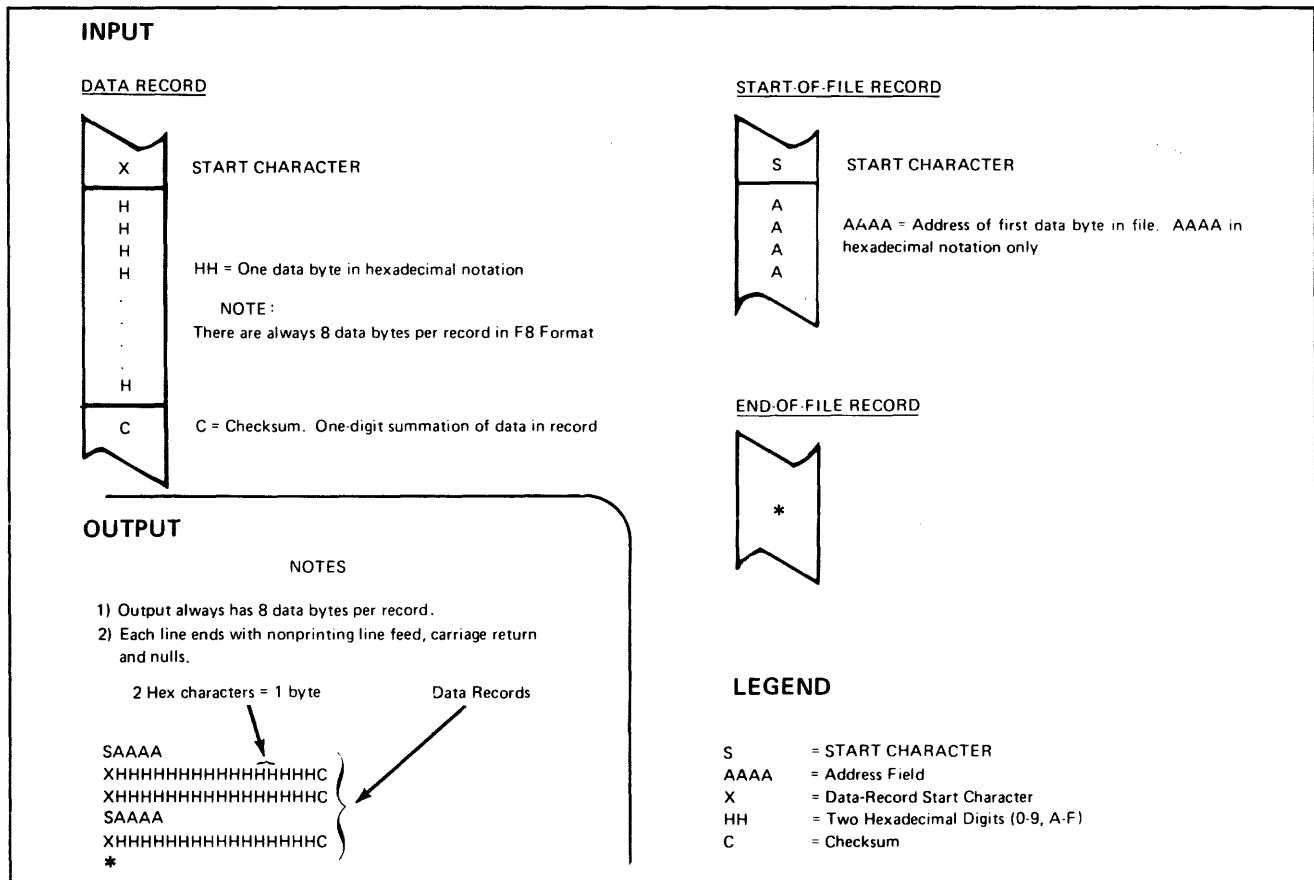 INPUT
DATA RECORD
X
START CHARACTER
H
H
H
H
.
.
.
.
H
HH = One data byte in hexadecimal notation
NOTE:
There are always 8 data bytes per record in F8 Format
C
C = Checksum. One-digit summation of data in record
START-OF-FILE RECORD
S
START CHARACTER
A
A
A
A
AAAA = Address of first data byte in file. AAAA in
hexadecimal notation only
END-OF-FILE RECORD
*
OUTPUT
NOTES
1) Output always has 8 data bytes per record.
2) Each line ends with nonprinting line feed, carriage return
and nulls.
2 Hex characters = 1 byte
Data Records
SAAAA
XHHHHHHHHHHHHHHHHC
XHHHHHHHHHHHHHHHHC
SAAAA
XHHHHHHHHHHHHHHHHC
*
LEGEND
S = START CHARACTER
AAAA = Address Field
X = Data-Record Start Character
HH = Two Hexadecimal Digits (0-9, A-F)
C = Checksum